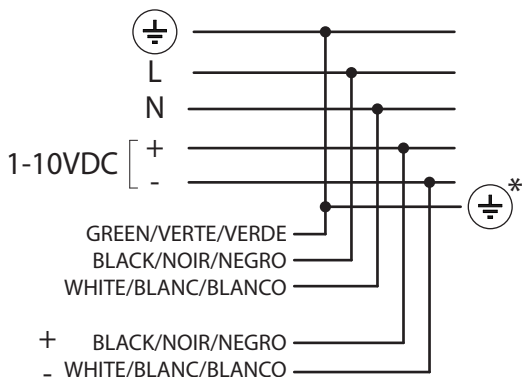 L
N
1-10VDC
+
-
*
GREEN/VERTE/VERDE
BLACK/NOIR/NEGRO
WHITE/BLANC/BLANCO
+ BLACK/NOIR/NEGRO
- WHITE/BLANC/BLANCO